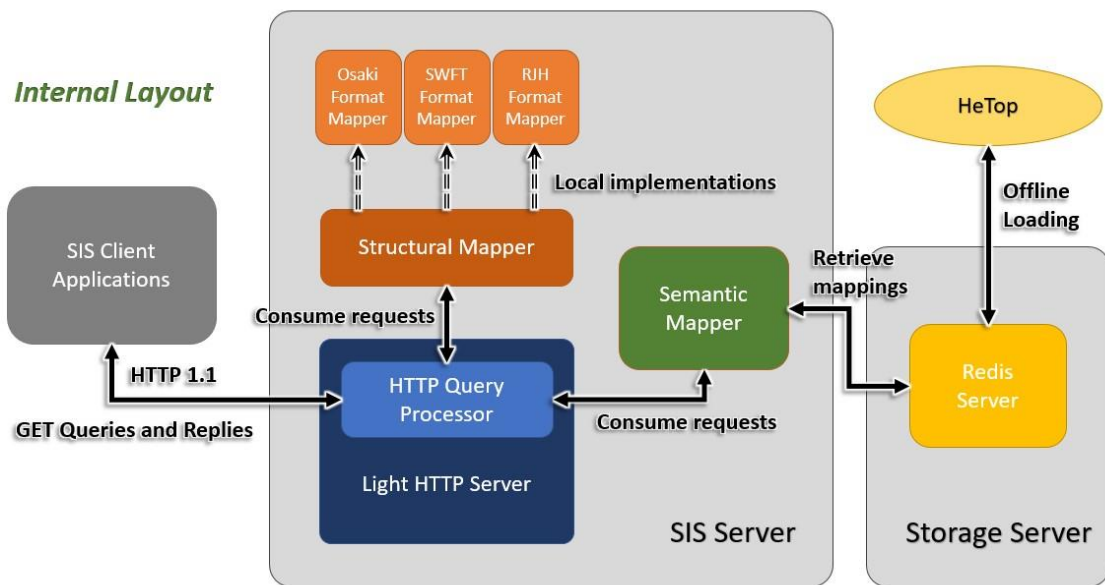 Internal Layout
Osaki
Format
Mapper
SWFT
Format
Mapper
RJH
Format
Mapper
HeTop
Local implementations
Offline
Loading
SIS Client
Applications
Structural Mapper
Semantic
Mapper
Retrieve
mappings
Consume requests
HTTP 1.1
GET Queries and Replies
HTTP Query
Processor
Consume requests
Redis
Server
Light HTTP Server
SIS Server
Storage Server